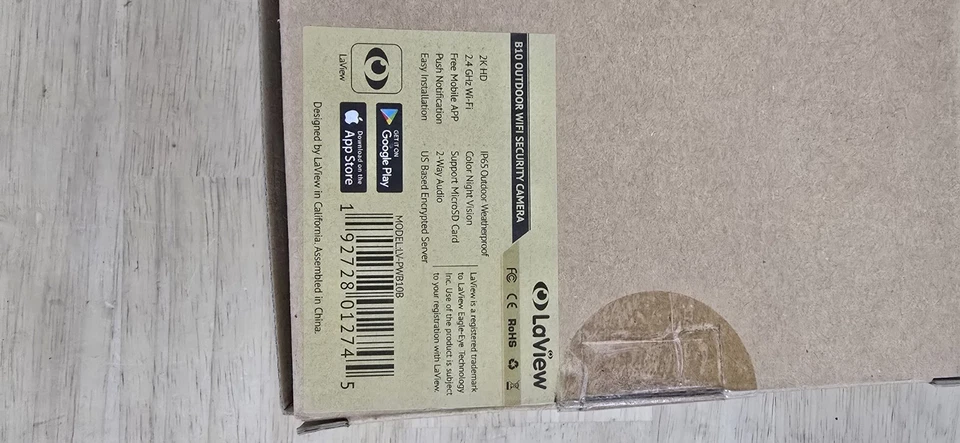 B10 OUTDOOR WIFI SECURITY CAMERA
LaView
2K HD
2.4 GHz Wi-Fi
Free Mobile APP
Push Notification
Easy Installation
IP65 Outdoor Weatherproof
Color Night Vision
Support MicroSD Card
2-Way Audio
US Based Encrypted Server
FC CE RoHS
LaView is a registered trademark
to LaView Eagle-Eye Technology
Inc. Use of the product is subject
to your registration with LaView.
LaView
GET IT ON
Google Play
Download on the
App Store
MODEL:LV-PWB10B
1 92728 01274 5
Designed by LaView in California. Assembled in China.